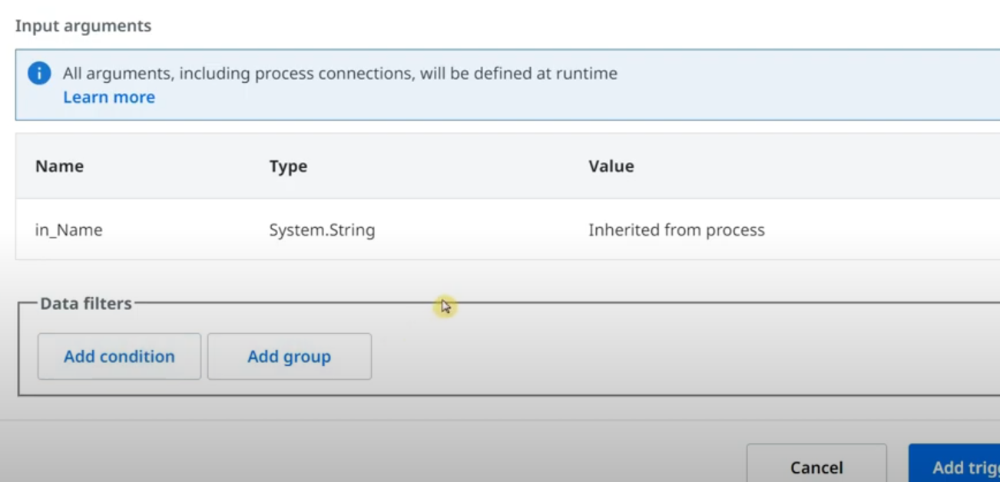 Input arguments
All arguments, including process connections, will be defined at runtime
Learn more
Name Type Value
in_Name System.String Inherited from process
Data filters
Add condition Add group
Cancel Add